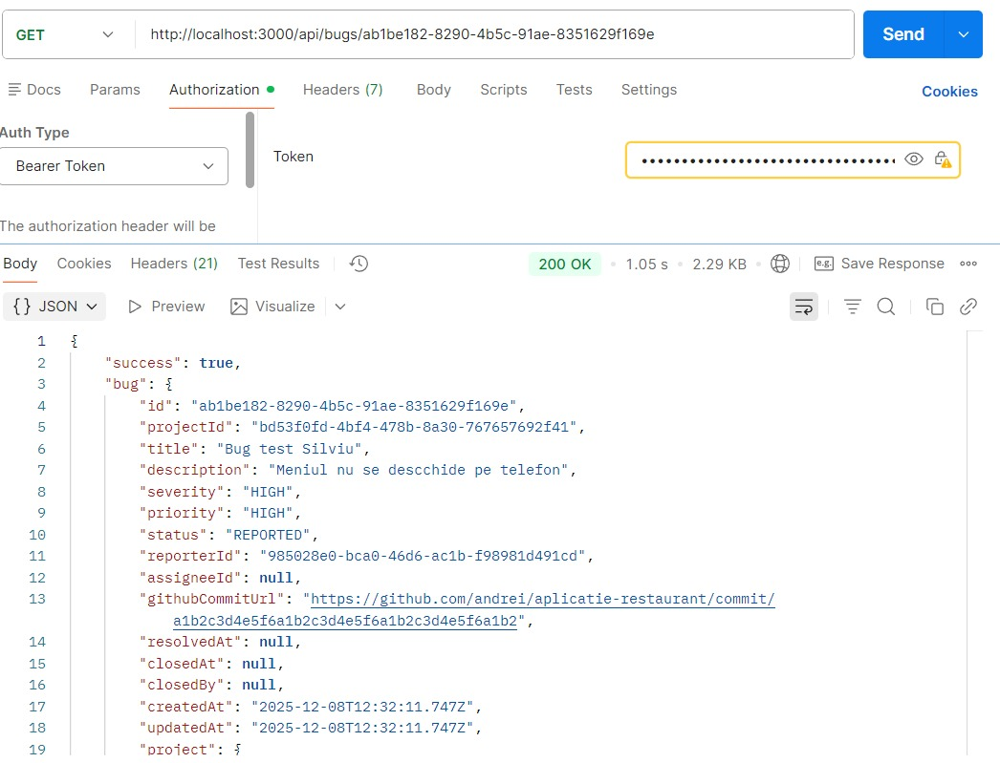 GET http://localhost:3000/api/bugs/ab1be182-8290-4b5c-91ae-8351629f169e Send
Docs Params Authorization Headers (7) Body Scripts Tests Settings Cookies
Auth Type
Bearer Token
Token
The authorization header will be
Body Cookies Headers (21) Test Results 200 OK 1.05 s 2.29 KB e.g. Save Response
{} JSON Preview Visualize
1 {
2 "success": true,
3 "bug": {
4 "id": "ab1be182-8290-4b5c-91ae-8351629f169e",
5 "projectId": "bd53f0fd-4bf4-478b-8a30-767657692f41",
6 "title": "Bug test Silviu",
7 "description": "Meniul nu se descchide pe telefon",
8 "severity": "HIGH",
9 "priority": "HIGH",
10 "status": "REPORTED",
11 "reporterId": "985028e0-bca0-46d6-ac1b-f98981d491cd",
12 "assigneeId": null,
13 "githubCommitUrl": "https://github.com/andrei/aplicatie-restaurant/commit/
a1b2c3d4e5f6a1b2c3d4e5f6a1b2c3d4e5f6a1b2",
14 "resolvedAt": null,
15 "closedAt": null,
16 "closedBy": null,
17 "createdAt": "2025-12-08T12:32:11.747Z",
18 "updatedAt": "2025-12-08T12:32:11.747Z",
19 "project": {